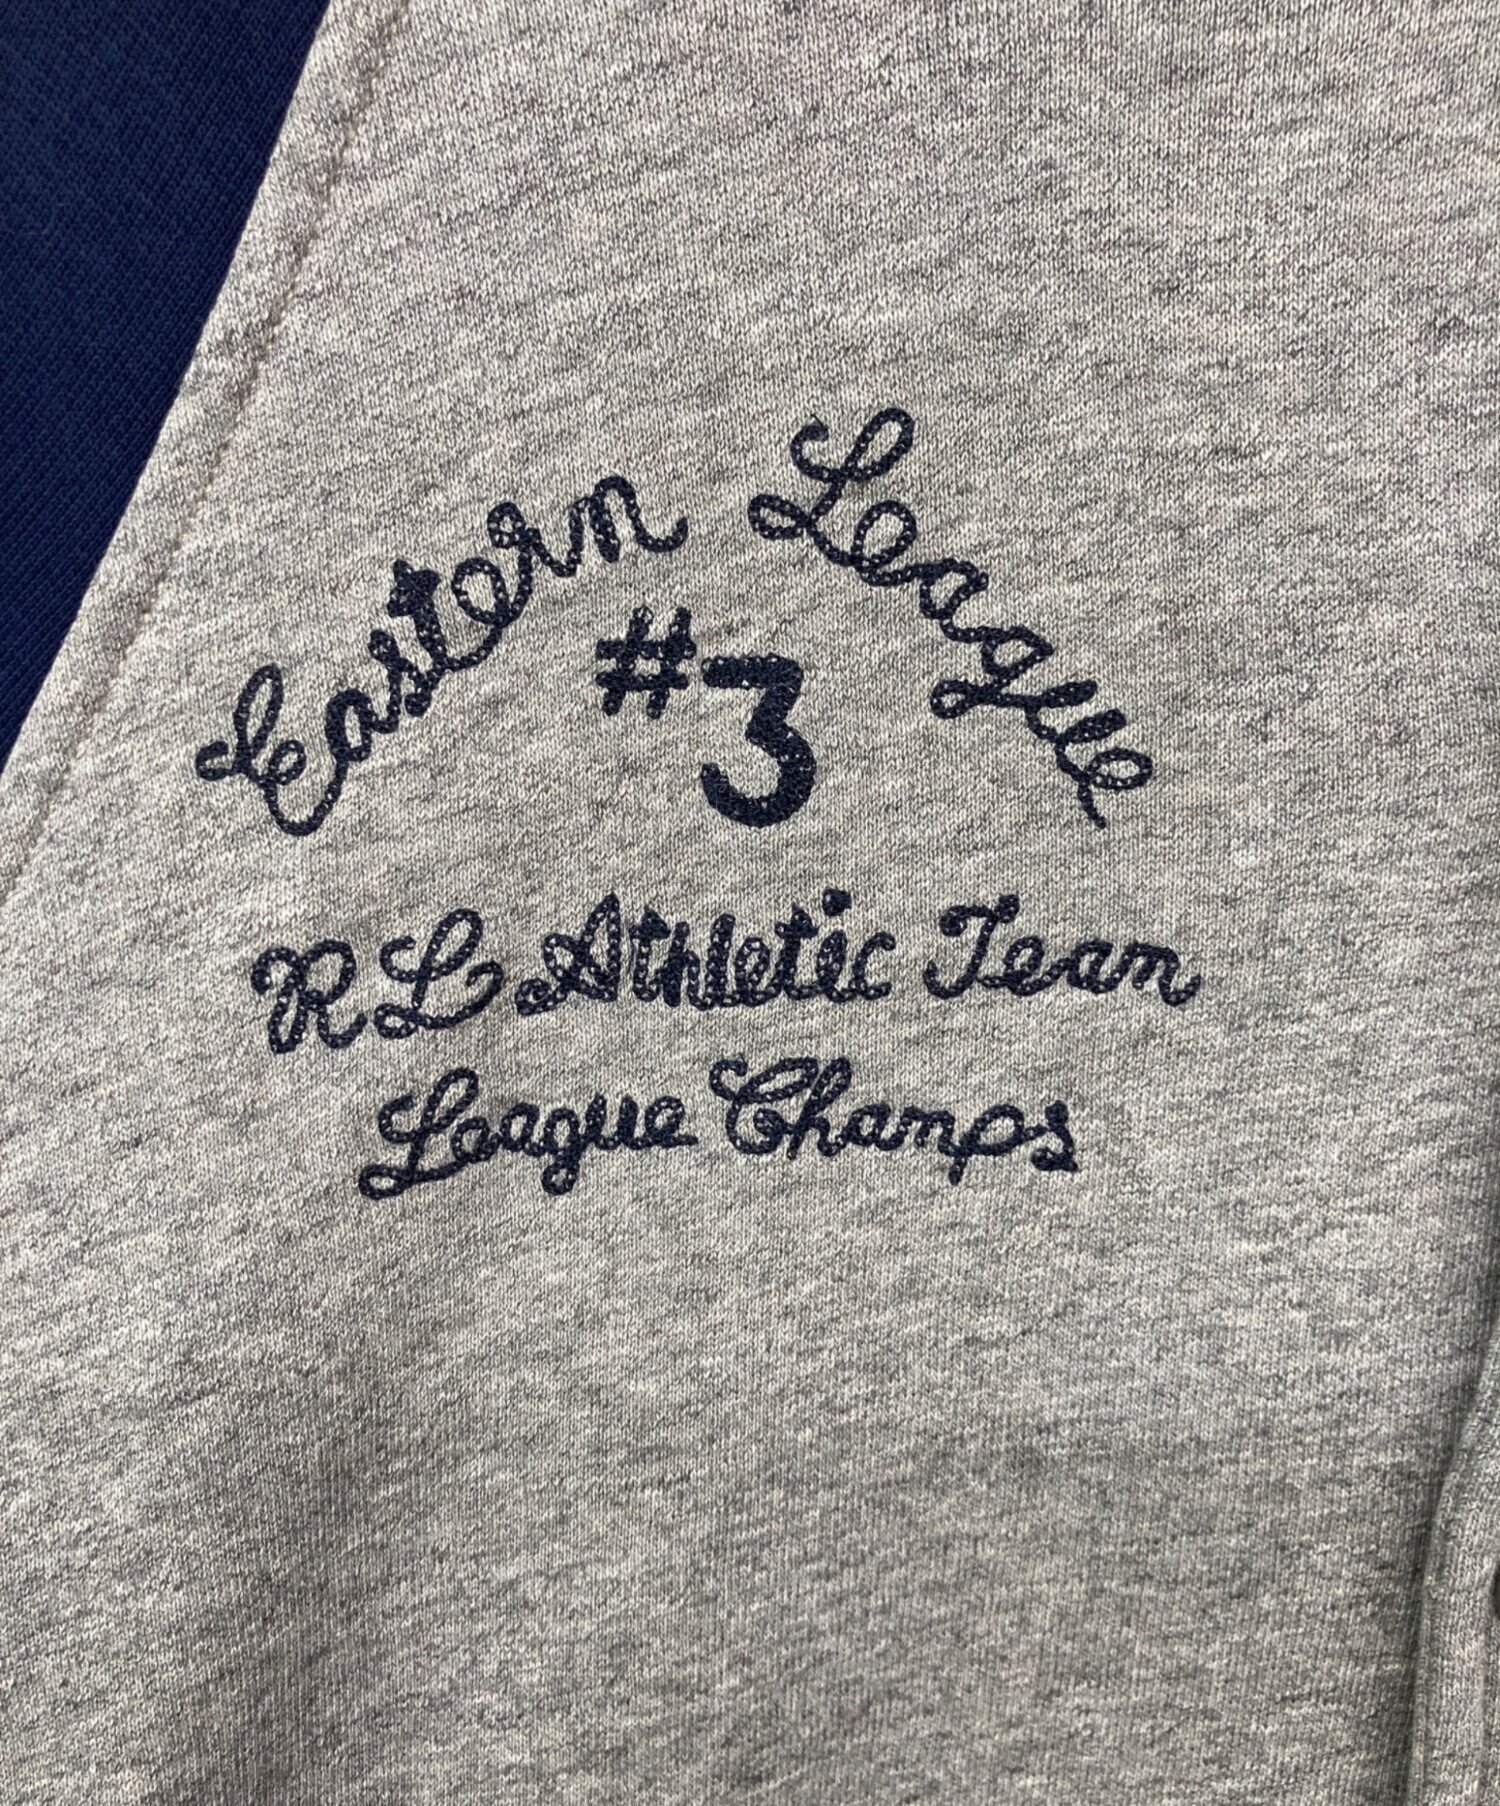 Eastern League
#3
RL Athletic Team
League Champs